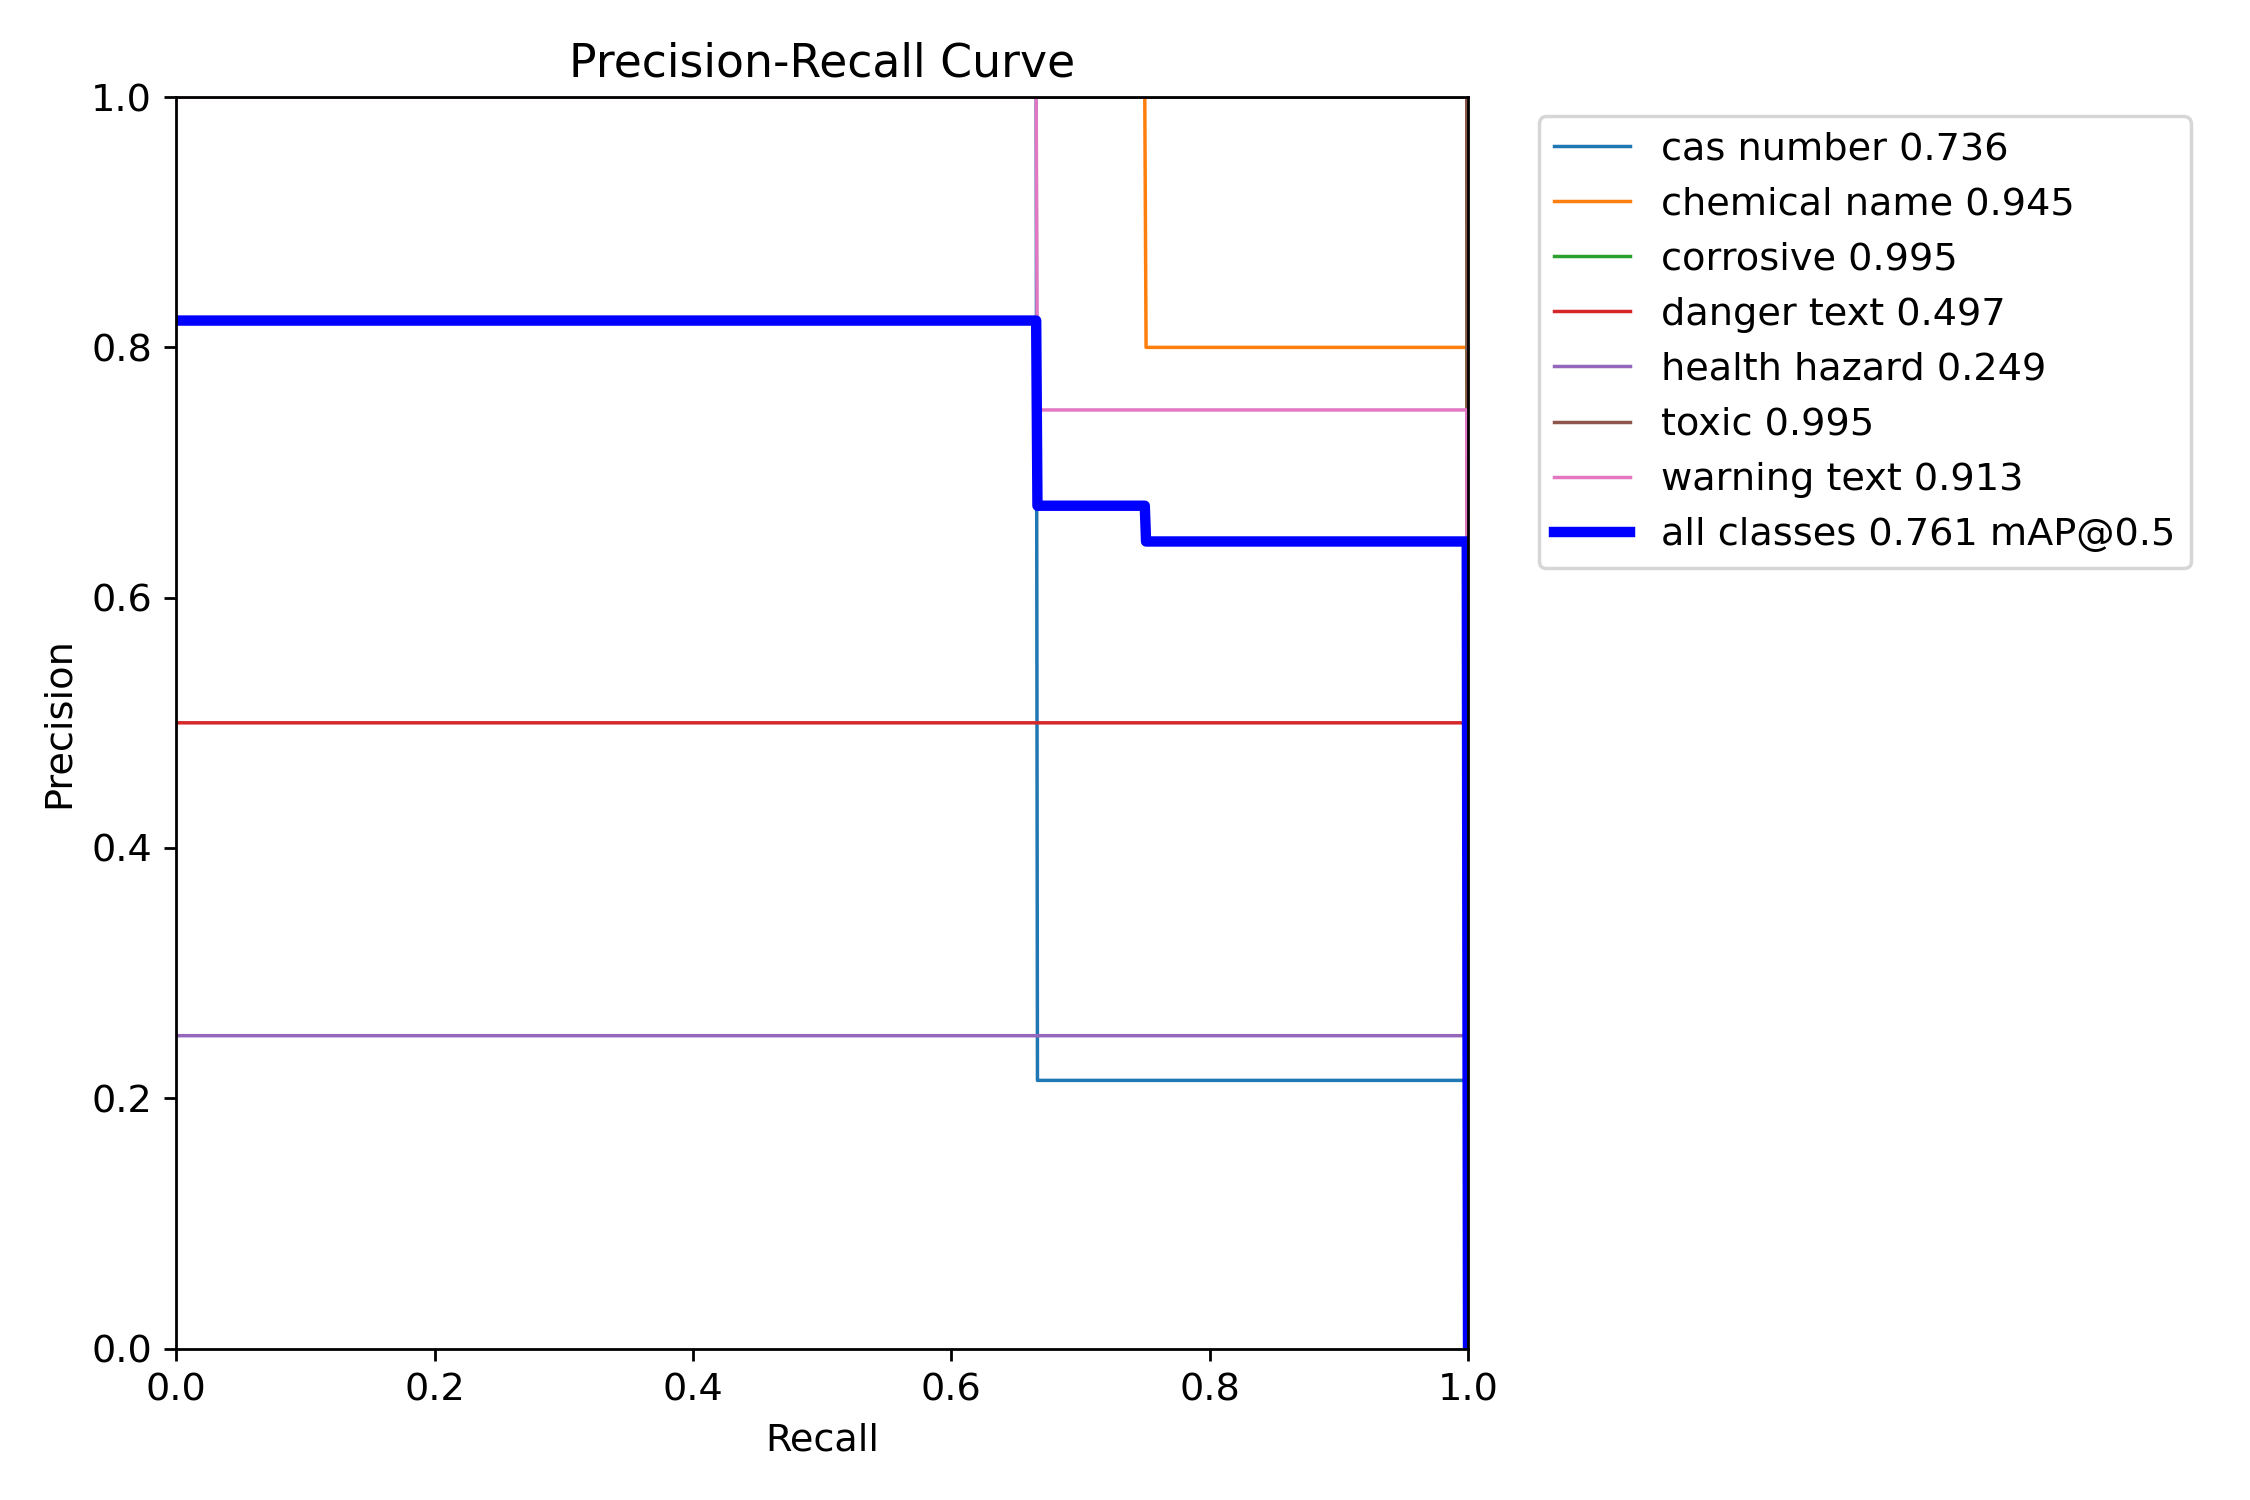 Precision-Recall Curve
1.0
0.8
0.6
0.4
0.2
0.0
Precision
0.0 0.2 0.4 0.6 0.8 1.0
Recall
cas number 0.736
chemical name 0.945
corrosive 0.995
danger text 0.497
health hazard 0.249
toxic 0.995
warning text 0.913
all classes 0.761 mAP@0.5